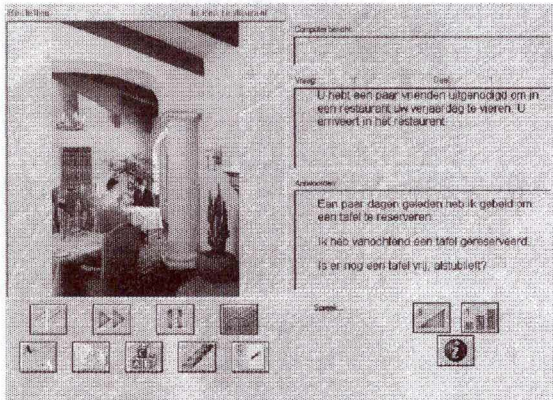 Bestellen
In een restaurant
Computer bericht:
Vraag:
Deel:
U hebt een paar vrienden uitgenodigd om in
een restaurant uw verjaardag te vieren. U
arriveert in het restaurant.
Antwoorden:
Een paar dagen geleden heb ik gebeld om
een tafel te reserveren.
Ik heb vanochtend een tafel gereserveerd.
Is er nog een tafel vrij, alstublieft?
Spreek...